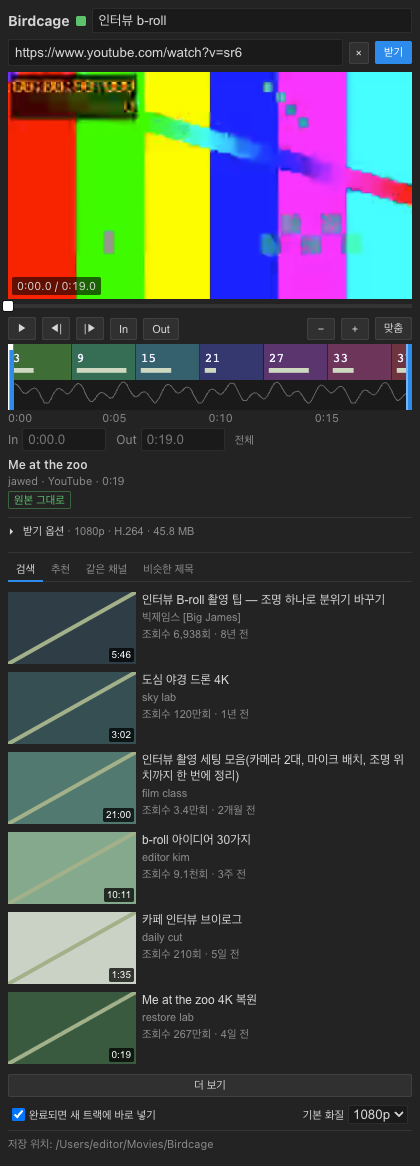 Birdcage 인터뷰 b-roll
https://www.youtube.com/watch?v=sr6 × 받기
0:00.0 / 0:19.0
In Out − + 맞춤
3 9 15 21 27 33
0:00 0:05 0:10 0:15
In 0:00.0 Out 0:19.0 전체
Me at the zoo
jawed · YouTube · 0:19
원본 그대로
받기 옵션 · 1080p · H.264 · 45.8 MB
검색 추천 같은 채널 비슷한 제목
인터뷰 B-roll 촬영 팁 — 조명 하나로 분위기 바꾸기
빅제임스 [Big James]
조회수 6,938회 · 8년 전
5:46
도심 야경 드론 4K
sky lab
조회수 120만회 · 1년 전
3:02
인터뷰 촬영 세팅 모음(카메라 2대, 마이크 배치, 조명 위
치까지 한 번에 정리)
film class
조회수 3.4만회 · 2개월 전
21:00
b-roll 아이디어 30가지
editor kim
조회수 9.1천회 · 3주 전
10:11
카페 인터뷰 브이로그
daily cut
조회수 210회 · 5일 전
1:35
Me at the zoo 4K 복원
restore lab
조회수 267만회 · 4일 전
0:19
더 보기
완료되면 새 트랙에 바로 넣기 기본 화질 1080p
저장 위치: /Users/editor/Movies/Birdcage